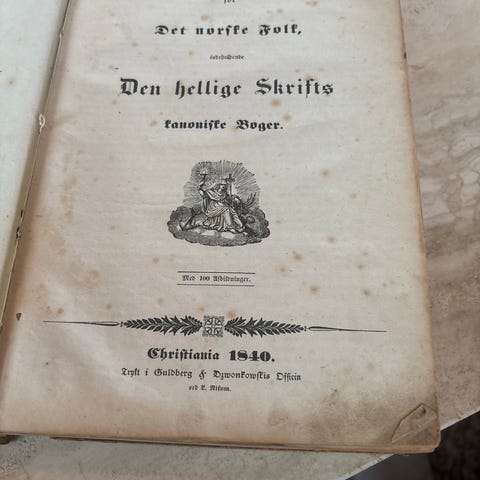 for
Det norske Folk,
indeholdende
Den hellige Skrifts
kanoniske Bøger.
Med 100 Afbildninger.
Christiania 1840.
Trykt i Guldberg & Dzwonkowskis Officin
ved L. Risum.